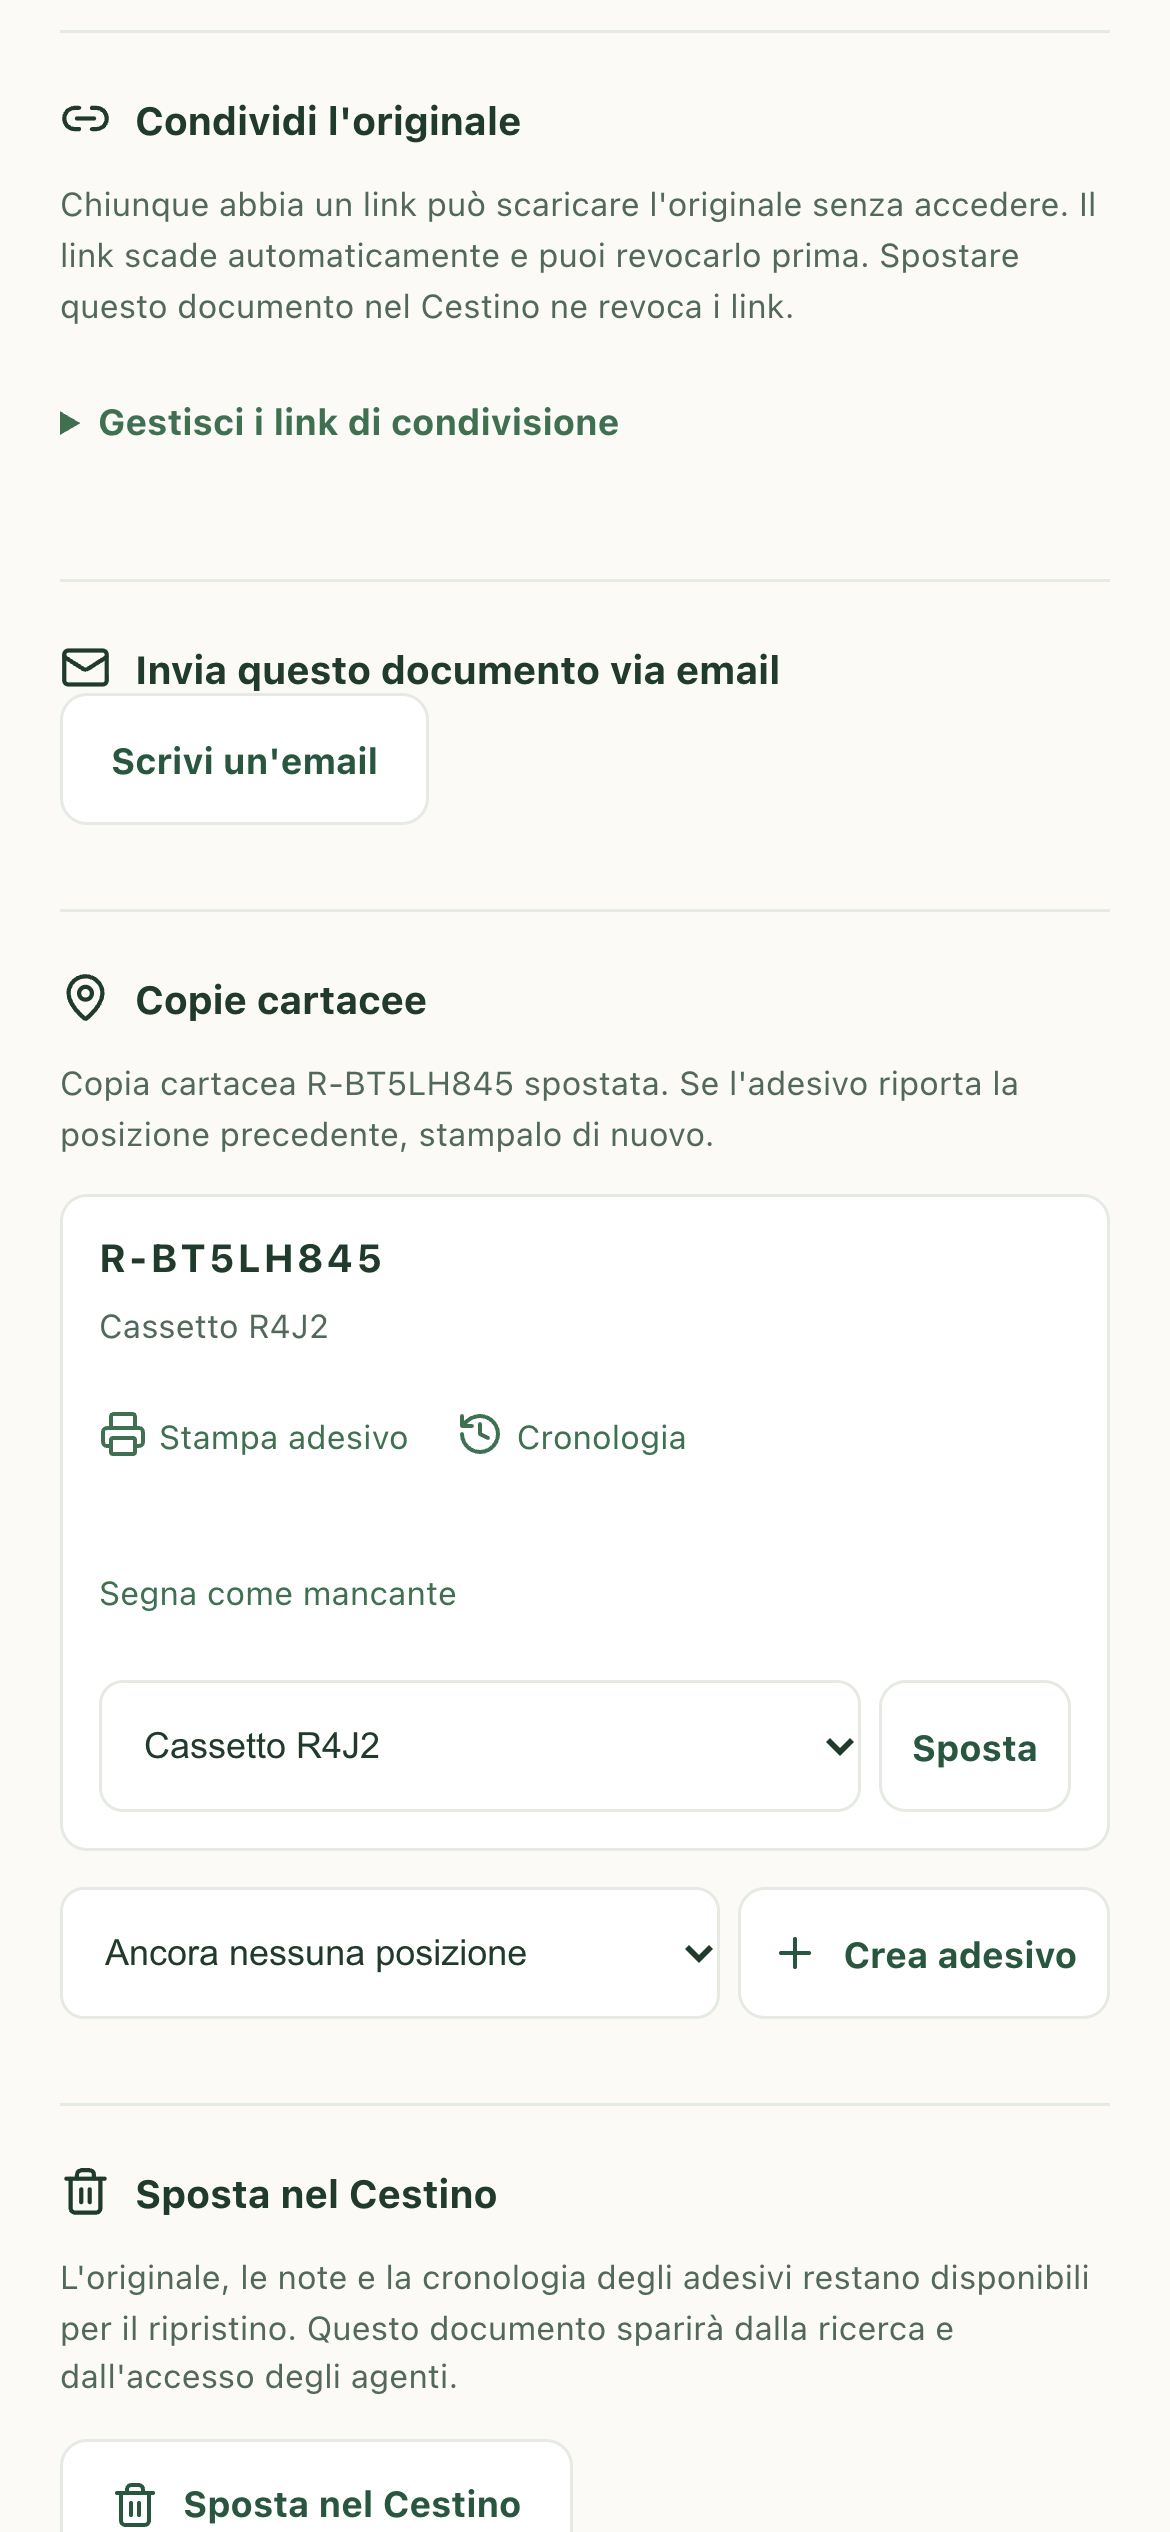 Condividi l'originale
Chiunque abbia un link può scaricare l'originale senza accedere. Il
link scade automaticamente e puoi revocarlo prima. Spostare
questo documento nel Cestino ne revoca i link.
Gestisci i link di condivisione
Invia questo documento via email
Scrivi un'email
Copie cartacee
Copia cartacea R-BT5LH845 spostata. Se l'adesivo riporta la
posizione precedente, stampalo di nuovo.
R-BT5LH845
Cassetto R4J2
Stampa adesivo Cronologia
Segna come mancante
Cassetto R4J2 Sposta
Ancora nessuna posizione Crea adesivo
Sposta nel Cestino
L'originale, le note e la cronologia degli adesivi restano disponibili
per il ripristino. Questo documento sparirà dalla ricerca e
dall'accesso degli agenti.
Sposta nel Cestino